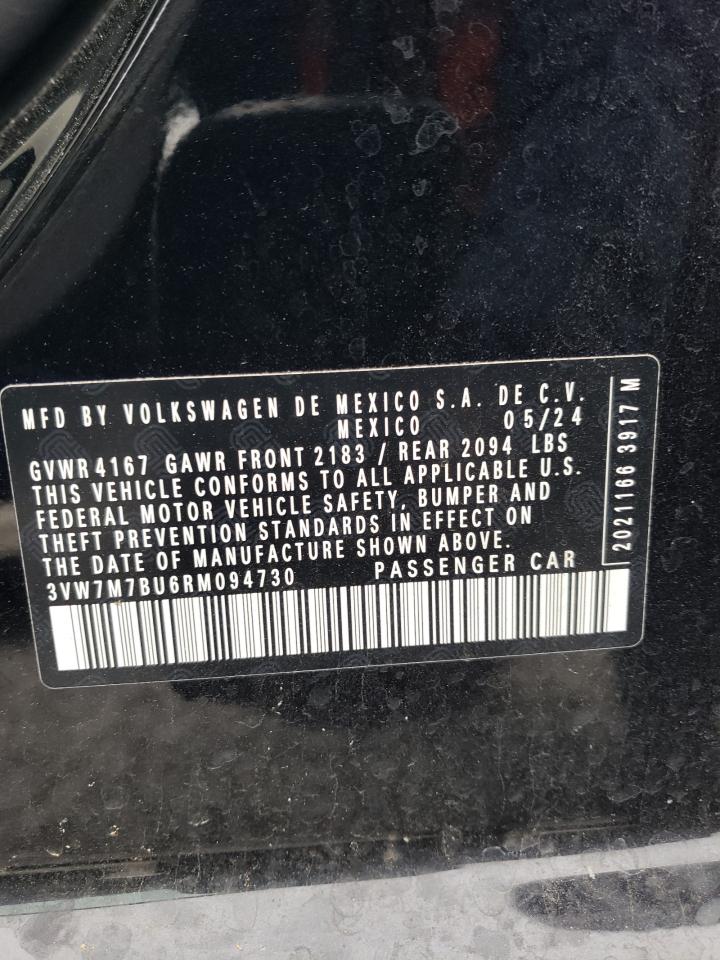 MFD BY VOLKSWAGEN DE MEXICO S.A. DE C.V.
MEXICO 05/24
GVWR 4167 GAWR FRONT 2183 / REAR 2094 LBS
THIS VEHICLE CONFORMS TO ALL APPLICABLE U.S.
FEDERAL MOTOR VEHICLE SAFETY, BUMPER AND
THEFT PREVENTION STANDARDS IN EFFECT ON
THE DATE OF MANUFACTURE SHOWN ABOVE.
3VW7M7BU6RM094730 PASSENGER CAR
2021166 3917 M